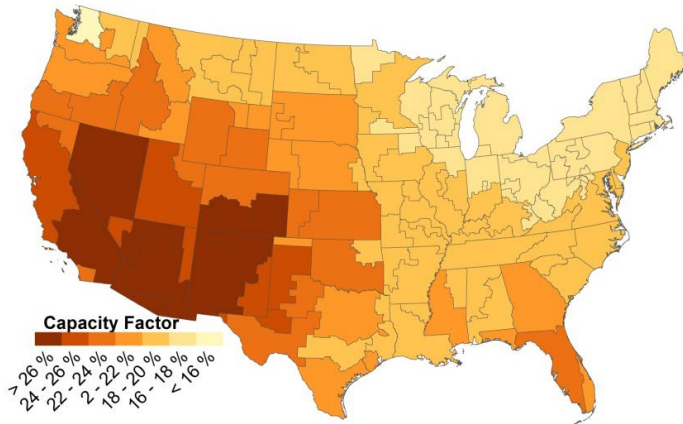 Capacity Factor
> 26 %
24 - 26 %
22 - 24 %
2 - 22 %
18 - 20 %
16 - 18 %
< 16 %